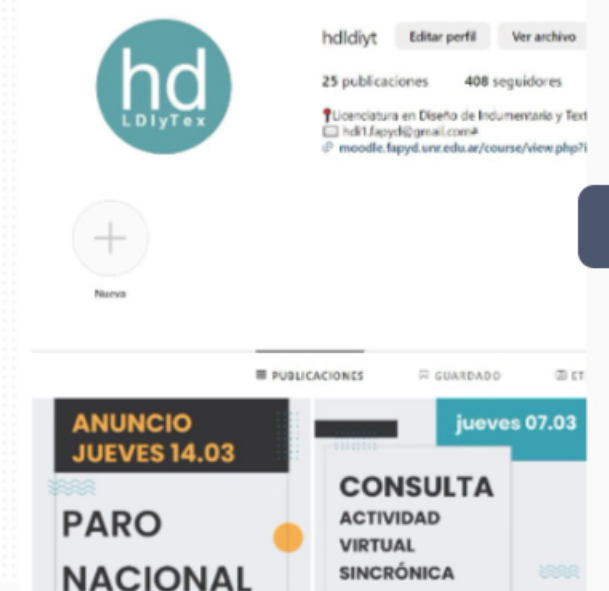 hd
LDIyTex
hdldiyt Editar perfil Ver archivo
25 publicaciones 408 seguidores
Licenciatura en Diseño de Indumentaria y Text
hdi1.fapyd@gmail.com
moodle.fapyd.unr.edu.ar/course/view.php?i
Nuevo
PUBLICACIONES GUARDADO ET
ANUNCIO
JUEVES 14.03
PARO
NACIONAL
jueves 07.03
CONSULTA
ACTIVIDAD
VIRTUAL
SINCRÓNICA